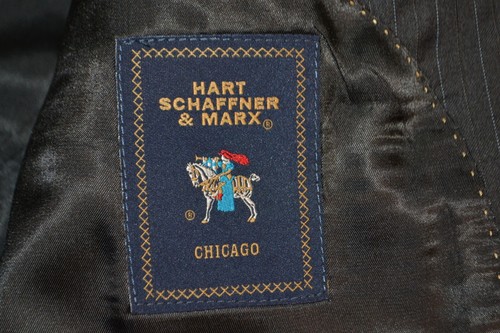 HART
SCHAFFNER
& MARX®
®
CHICAGO